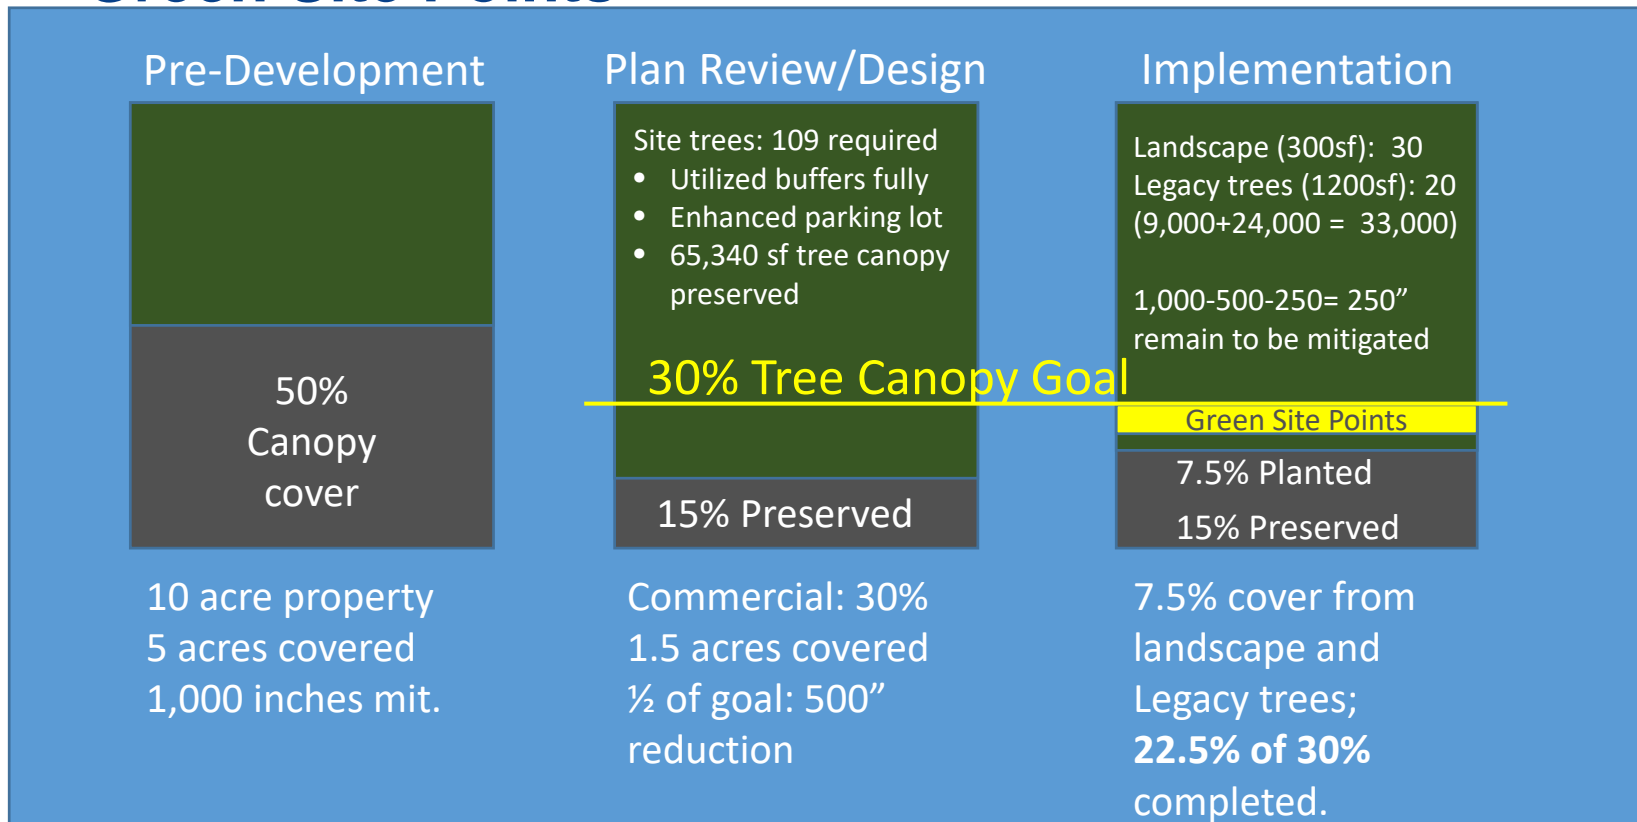 Green Site Points
Pre-Development
50%
Canopy
cover
10 acre property
5 acres covered
1,000 inches mit.
Plan Review/Design
Site trees: 109 required
• Utilized buffers fully
• Enhanced parking lot
• 65,340 sf tree canopy
preserved
30% Tree Canopy Goal
15% Preserved
Commercial: 30%
1.5 acres covered
½ of goal: 500”
reduction
Implementation
Landscape (300sf): 30
Legacy trees (1200sf): 20
(9,000+24,000 = 33,000)
1,000-500-250= 250”
remain to be mitigated
Green Site Points
7.5% Planted
15% Preserved
7.5% cover from
landscape and
Legacy trees;
22.5% of 30%
completed.